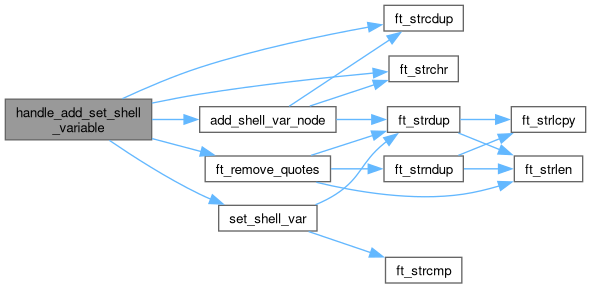 handle_add_set_shell
_variable
ft_strcdup
ft_strchr
add_shell_var_node
ft_strdup
ft_strlcpy
ft_remove_quotes
ft_strndup
ft_strlen
set_shell_var
ft_strcmp